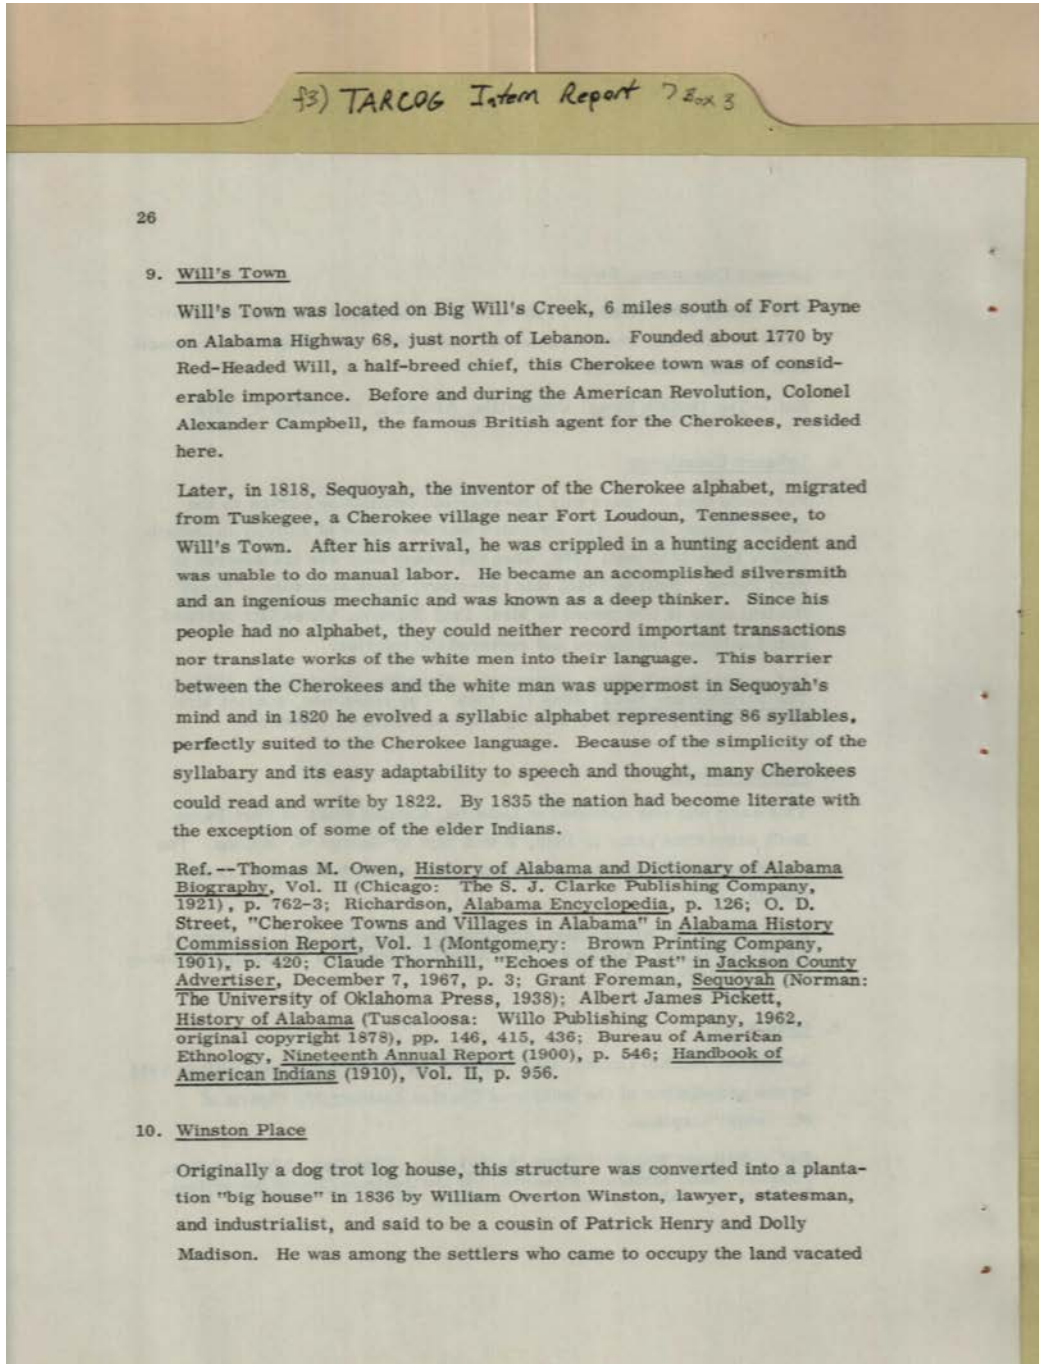 f3) TARCOG Intern Report 7 Box 3
26
9. Will's Town
Will's Town was located on Big Will's Creek, 6 miles south of Fort Payne
on Alabama Highway 68, just north of Lebanon. Founded about 1770 by
Red-Headed Will, a half-breed chief, this Cherokee town was of consid-
erable importance. Before and during the American Revolution, Colonel
Alexander Campbell, the famous British agent for the Cherokees, resided
here.
Later, in 1818, Sequoyah, the inventor of the Cherokee alphabet, migrated
from Tuskegee, a Cherokee village near Fort Loudoun, Tennessee, to
Will's Town. After his arrival, he was crippled in a hunting accident and
was unable to do manual labor. He became an accomplished silversmith
and an ingenious mechanic and was known as a deep thinker. Since his
people had no alphabet, they could neither record important transactions
nor translate works of the white men into their language. This barrier
between the Cherokees and the white man was uppermost in Sequoyah's
mind and in 1820 he evolved a syllabic alphabet representing 86 syllables,
perfectly suited to the Cherokee language. Because of the simplicity of the
syllabary and its easy adaptability to speech and thought, many Cherokees
could read and write by 1822. By 1835 the nation had become literate with
the exception of some of the elder Indians.
Ref.--Thomas M. Owen, History of Alabama and Dictionary of Alabama
Biography, Vol. II (Chicago: The S. J. Clarke Publishing Company,
1921), p. 762-3; Richardson, Alabama Encyclopedia, p. 126; O. D.
Street, "Cherokee Towns and Villages in Alabama" in Alabama History
Commission Report, Vol. 1 (Montgomery: Brown Printing Company,
1901), p. 420; Claude Thornhill, "Echoes of the Past" in Jackson County
Advertiser, December 7, 1967, p. 3; Grant Foreman, Sequoyah (Norman:
The University of Oklahoma Press, 1938); Albert James Pickett,
History of Alabama (Tuscaloosa: Willo Publishing Company, 1962,
original copyright 1878), pp. 146, 415, 436; Bureau of American
Ethnology, Nineteenth Annual Report (1900), p. 546; Handbook of
American Indians (1910), Vol. II, p. 956.
10. Winston Place
Originally a dog trot log house, this structure was converted into a planta-
tion "big house" in 1836 by William Overton Winston, lawyer, statesman,
and industrialist, and said to be a cousin of Patrick Henry and Dolly
Madison. He was among the settlers who came to occupy the land vacated